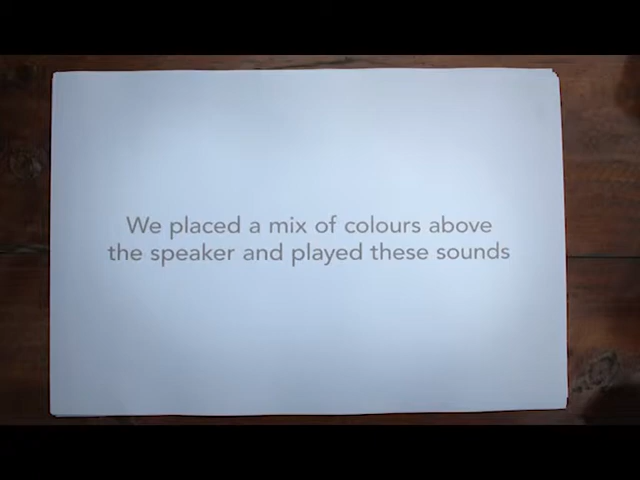 We placed a mix of colours above
the speaker and played these sounds